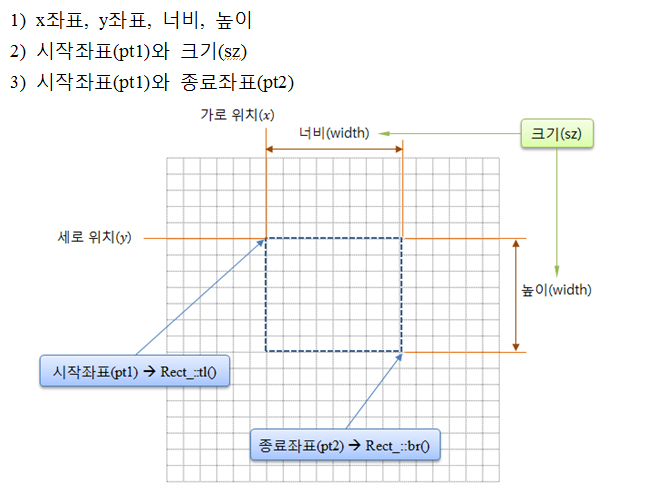 1) x좌표, y좌표, 너비, 높이
2) 시작좌표(pt1)와 크기(sz)
3) 시작좌표(pt1)와 종료좌표(pt2)
가로 위치(x)
너비(width)
크기(sz)
세로 위치(y)
높이(width)
시작좌표(pt1) → Rect_::tl()
종료좌표(pt2) → Rect_::br()